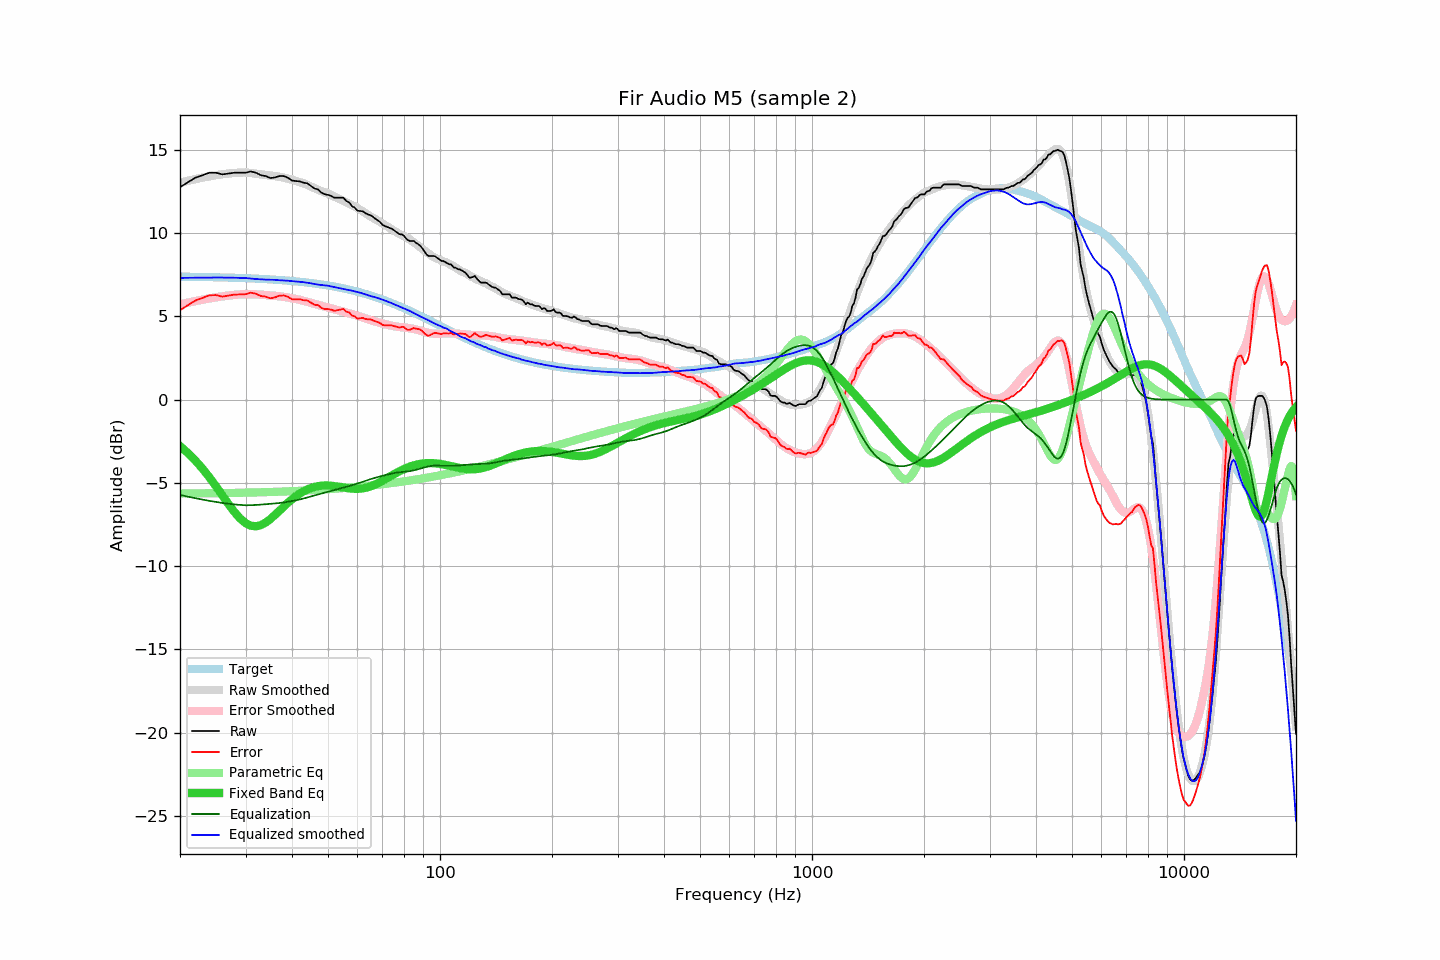 Fir Audio M5 (sample 2)
15
10
5
0
−5
−10
−15
−20
−25
Amplitude (dBr)
Target
Raw Smoothed
Error Smoothed
Raw
Error
Parametric Eq
Fixed Band Eq
Equalization
Equalized smoothed
100 1000 10000
Frequency (Hz)